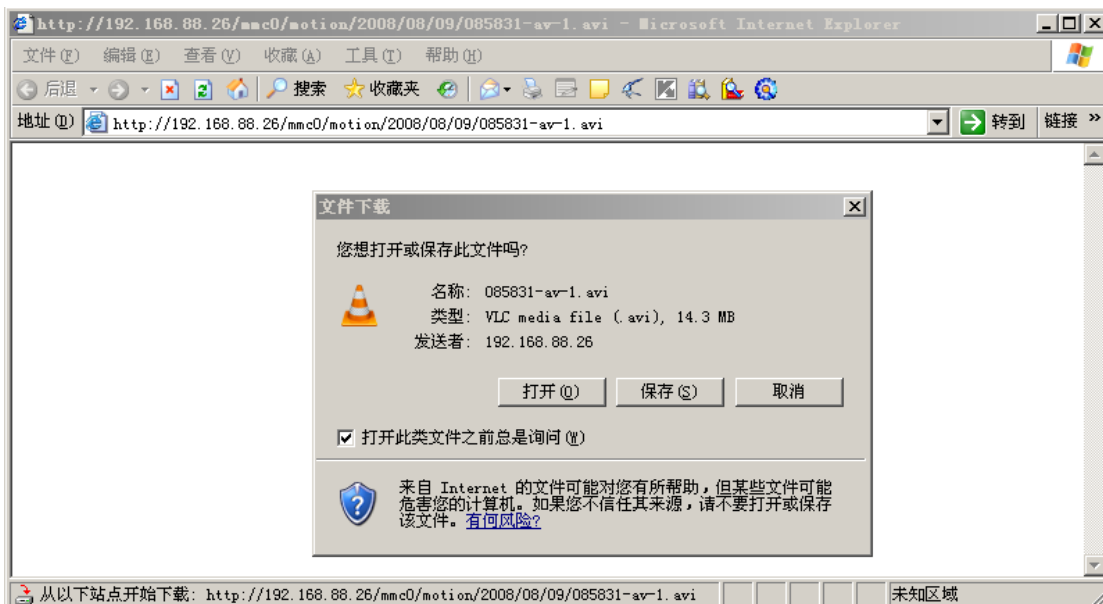 http://192.168.88.26/mmc0/motion/2008/08/09/085831-av-1.avi - Microsoft Internet Explorer
文件(F) 编辑(E) 查看(V) 收藏(A) 工具(T) 帮助(H)
后退 搜索 收藏夹
地址(D) http://192.168.88.26/mmc0/motion/2008/08/09/085831-av-1.avi 转到 链接 »
文件下载
您想打开或保存此文件吗?
名称: 085831-av-1.avi
类型: VLC media file (.avi), 14.3 MB
发送者: 192.168.88.26
打开(O) 保存(S) 取消
打开此类文件之前总是询问(W)
来自 Internet 的文件可能对您有所帮助，但某些文件可能
危害您的计算机。如果您不信任其来源，请不要打开或保存
该文件。有何风险?
从以下站点开始下载: http://192.168.88.26/mmc0/motion/2008/08/09/085831-av-1.avi 未知区域